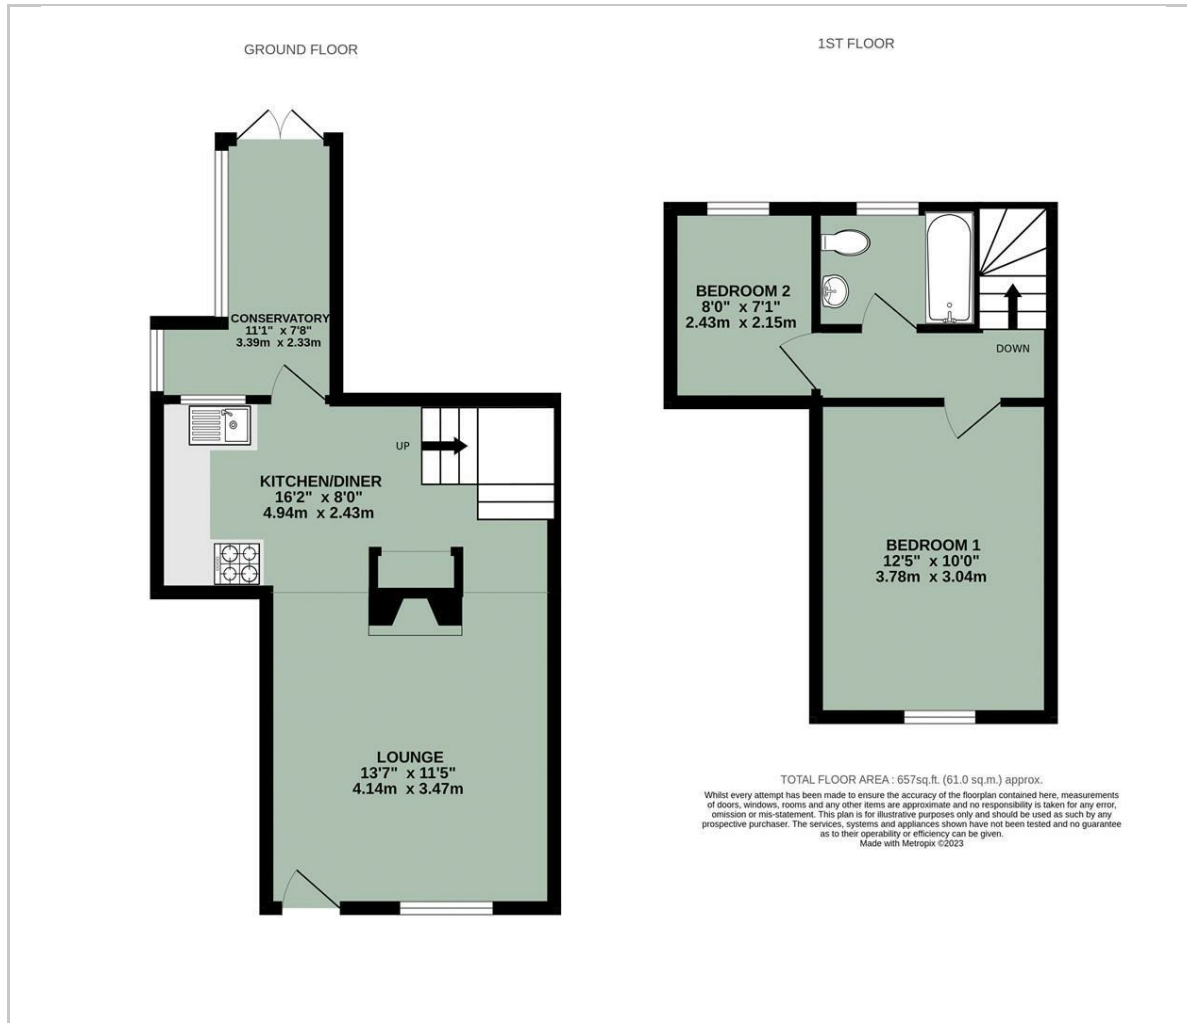 GROUND FLOOR
CONSERVATORY
11'1" x 7'8"
3.39m x 2.33m
UP
KITCHEN/DINER
16'2" x 8'0"
4.94m x 2.43m
LOUNGE
13'7" x 11'5"
4.14m x 3.47m
1ST FLOOR
BEDROOM 2
8'0" x 7'1"
2.43m x 2.15m
DOWN
BEDROOM 1
12'5" x 10'0"
3.78m x 3.04m
TOTAL FLOOR AREA : 657sq.ft. (61.0 sq.m.) approx.
Whilst every attempt has been made to ensure the accuracy of the floorplan contained here, measurements
of doors, windows, rooms and any other items are approximate and no responsibility is taken for any error,
omission or mis-statement. This plan is for illustrative purposes only and should be used as such by any
prospective purchaser. The services, systems and appliances shown have not been tested and no guarantee
as to their operability or efficiency can be given.
Made with Metropix ©2023